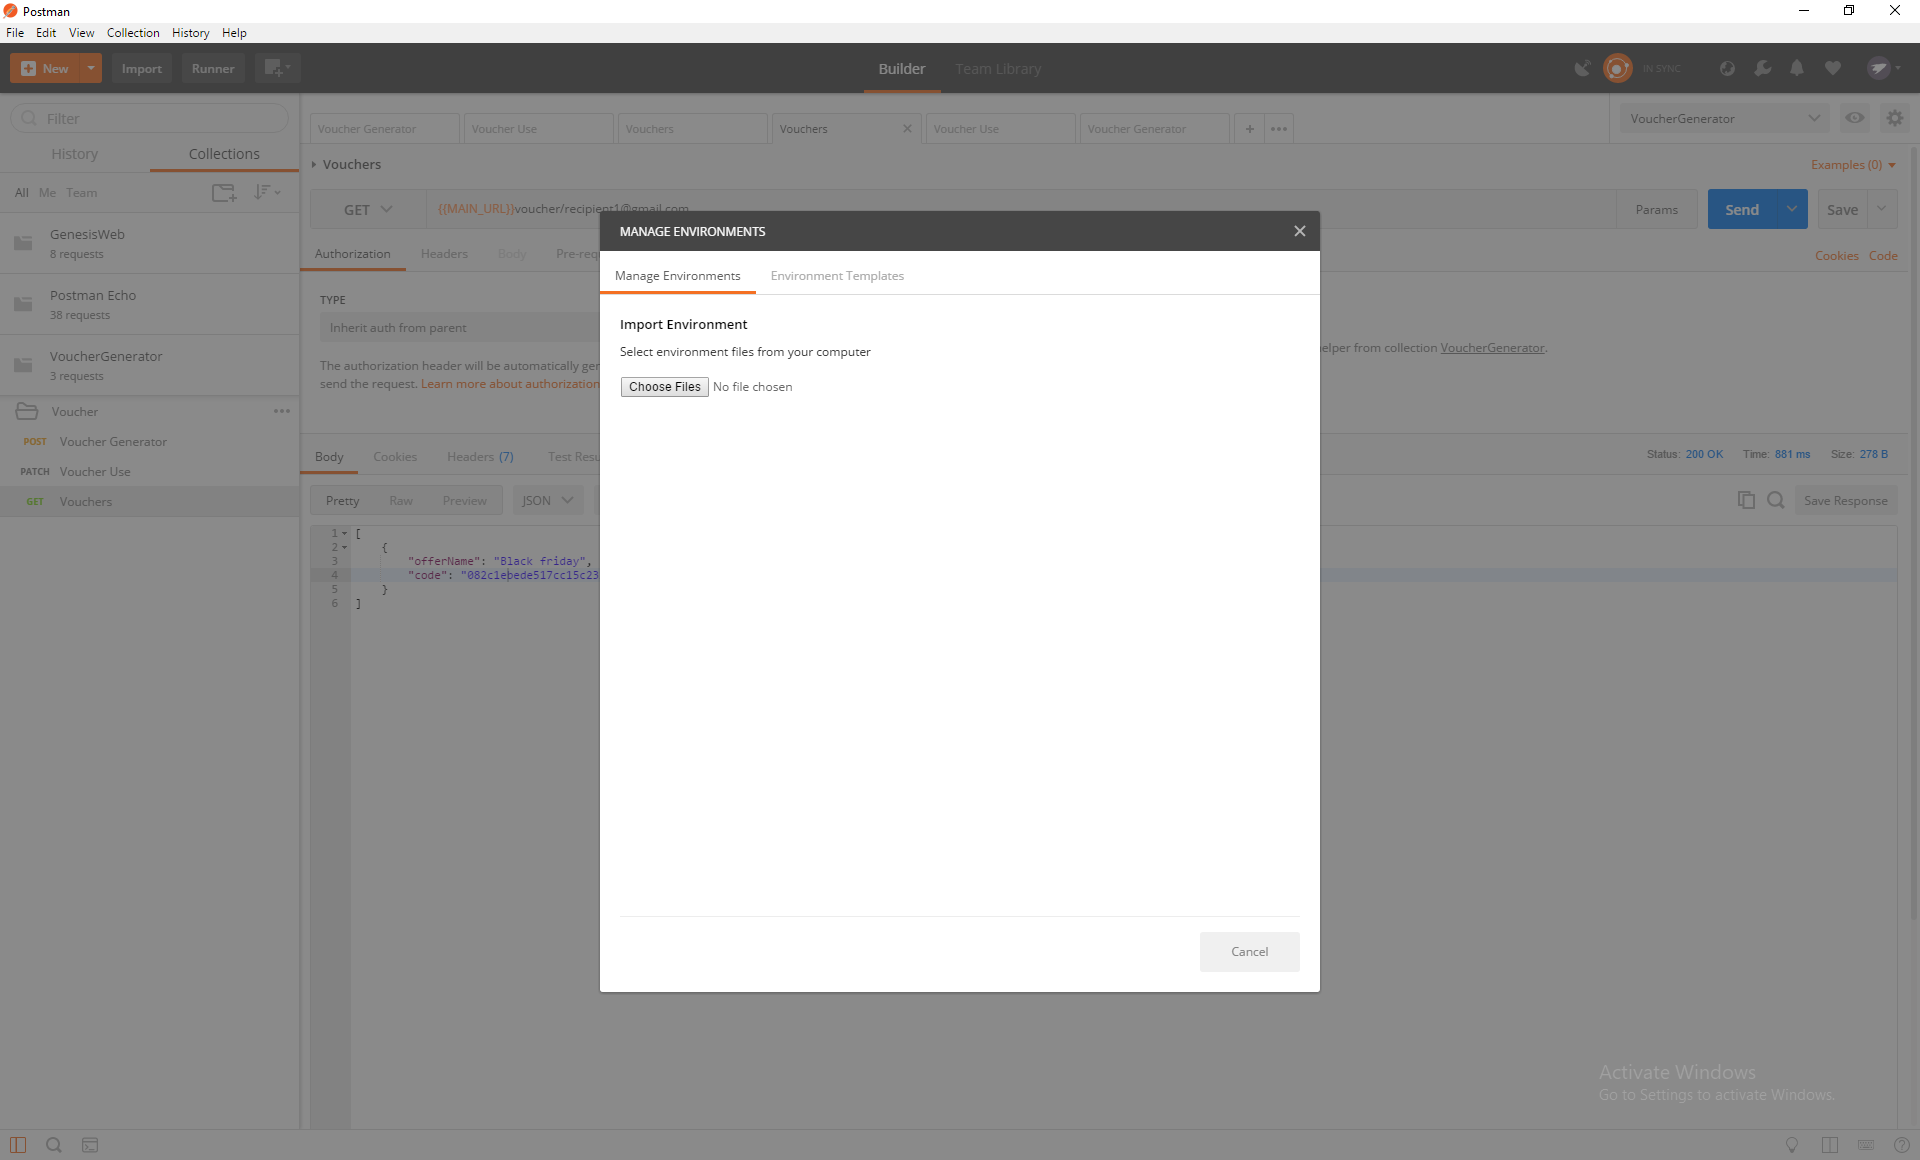 Postman
File Edit View Collection History Help
New Import Runner Builder Team Library IN SYNC
Filter
History Collections
All Me Team
GenesisWeb
8 requests
Postman Echo
38 requests
VoucherGenerator
3 requests
Voucher
POST Voucher Generator
PATCH Voucher Use
GET Vouchers
Voucher Generator Voucher Use Vouchers Vouchers Voucher Use Voucher Generator
VoucherGenerator
Vouchers
Examples (0)
GET {{MAIN_URL}}voucher/recipient1@gmail.com Params Send Save
Authorization Headers Body Pre-req
Cookies Code
TYPE
Inherit auth from parent
The authorization header will be automatically ger
send the request. Learn more about authorization
elper from collection VoucherGenerator.
MANAGE ENVIRONMENTS
Manage Environments Environment Templates
Import Environment
Select environment files from your computer
Choose Files No file chosen
Cancel
Body Cookies Headers (7) Test Resu
Status: 200 OK Time: 881 ms Size: 278 B
Pretty Raw Preview JSON
Save Response
1 [
2 {
3 "offerName": "Black friday",
4 "code": "082c1ebede517cc15c23
5 }
6 ]
Activate Windows
Go to Settings to activate Windows.